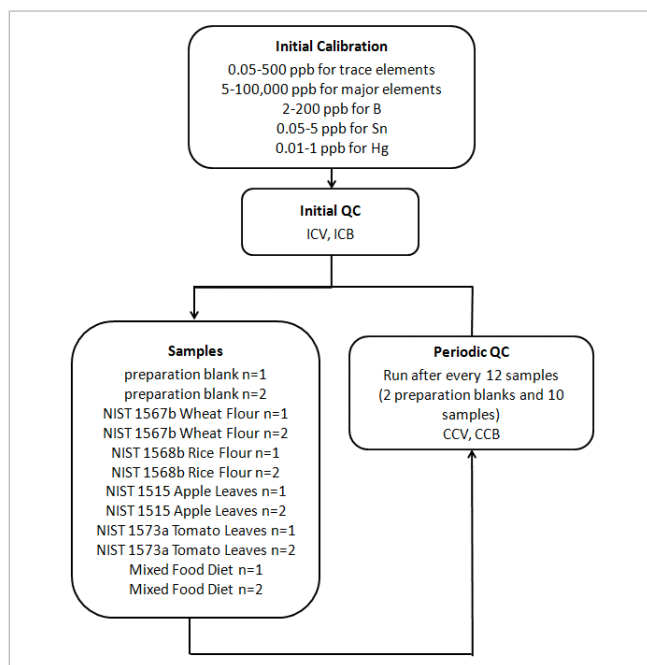 Initial Calibration
0.05-500 ppb for trace elements
5-100,000 ppb for major elements
2-200 ppb for B
0.05-5 ppb for Sn
0.01-1 ppb for Hg
Initial QC
ICV, ICB
Samples
preparation blank n=1
preparation blank n=2
NIST 1567b Wheat Flour n=1
NIST 1567b Wheat Flour n=2
NIST 1568b Rice Flour n=1
NIST 1568b Rice Flour n=2
NIST 1515 Apple Leaves n=1
NIST 1515 Apple Leaves n=2
NIST 1573a Tomato Leaves n=1
NIST 1573a Tomato Leaves n=2
Mixed Food Diet n=1
Mixed Food Diet n=2
Periodic QC
Run after every 12 samples
(2 preparation blanks and 10
samples)
CCV, CCB